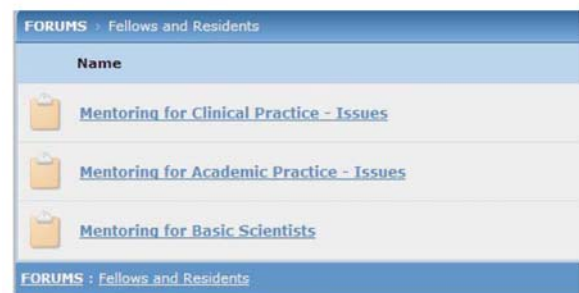 FORUMS › Fellows and Residents
Name
Mentoring for Clinical Practice - Issues
Mentoring for Academic Practice - Issues
Mentoring for Basic Scientists
FORUMS : Fellows and Residents